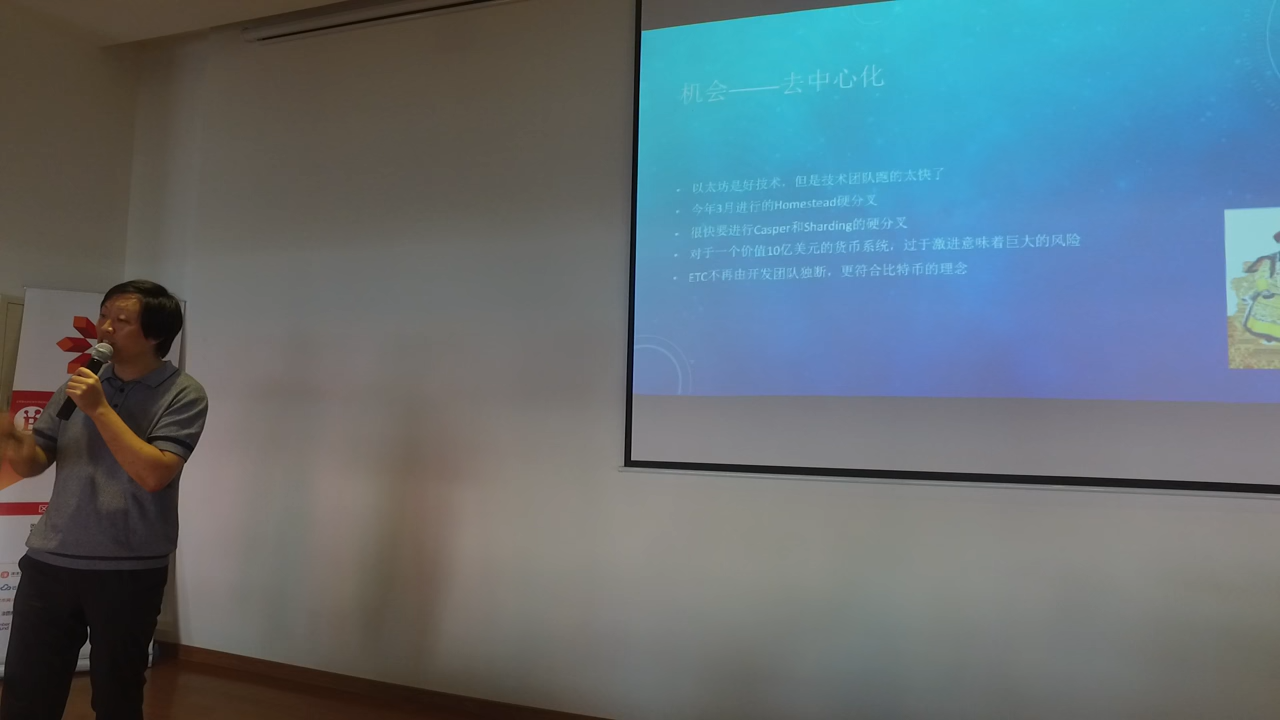 机会——去中心化
• 以太坊是好技术，但是技术团队跑的太快了
• 今年3月进行的Homestead硬分叉
• 很快要进行Casper和Sharding的硬分叉
• 对于一个价值10亿美元的货币系统，过于激进意味着巨大的风险
• ETC不再由开发团队独断，更符合比特币的理念